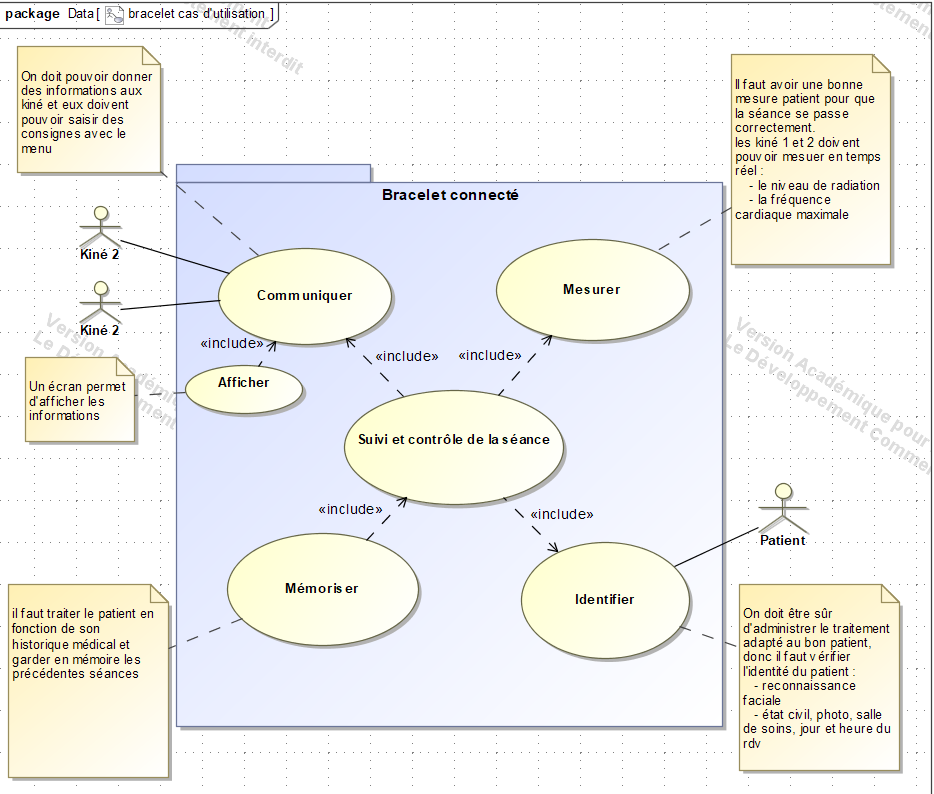 package Data[ bracelet cas d'utilisation ]
On doit pouvoir donner
des informations aux
kiné et eux doivent
pouvoir saisir des
consignes avec le
menu
Il faut avoir une bonne
mesure patient pour que
la séance se passe
correctement.
les kiné 1 et 2 doivent
pouvoir mesuer en temps
réel :
- le niveau de radiation
- la fréquence
cardiaque maximale
Bracelet connecté
Kiné 2
Communiquer
Mesurer
Kiné 2
«include»
«include»
«include»
Un écran permet
d'afficher les
informations
Afficher
Suivi et contrôle de la séance
«include»
«include»
Patient
Mémoriser
Identifier
il faut traiter le patient en
fonction de son
historique médical et
garder en mémoire les
précédentes séances
On doit être sûr
d'administrer le traitement
adapté au bon patient,
donc il faut vérifier
l'identité du patient :
- reconnaissance
faciale
- état civil, photo, salle
de soins, jour et heure du
rdv
Version Académique pour
Le Développement Comme